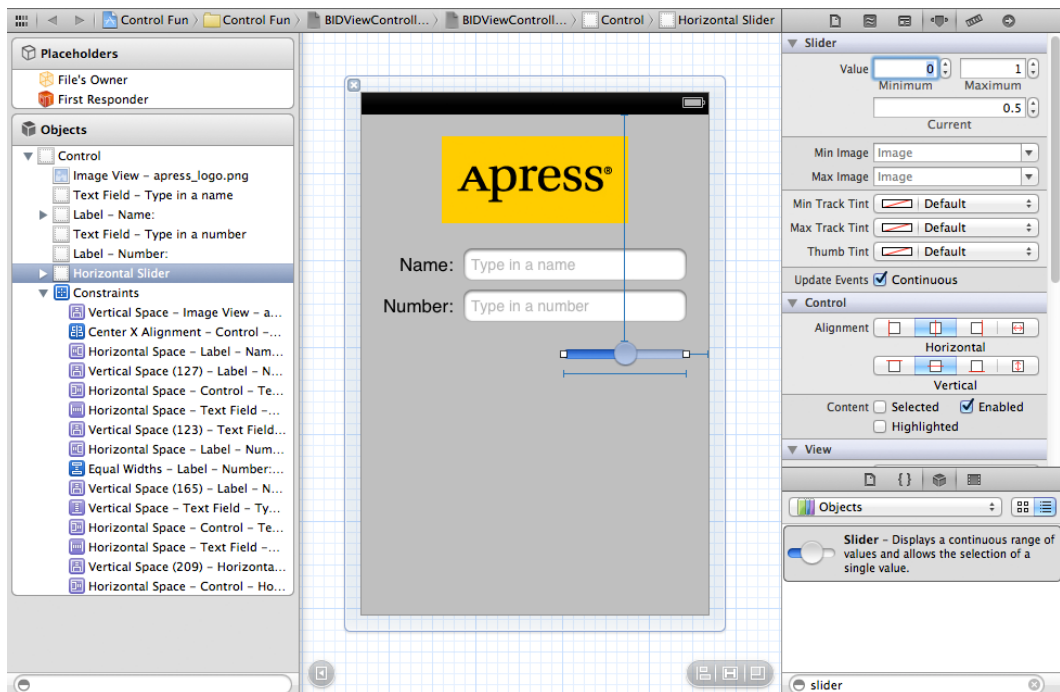 Control Fun
Control Fun
BIDViewControll...
BIDViewControll...
Control
Horizontal Slider
Placeholders
File's Owner
First Responder
Objects
Control
Image View – apress_logo.png
Text Field – Type in a name
Label – Name:
Text Field – Type in a number
Label – Number:
Horizontal Slider
Constraints
Vertical Space – Image View – a...
Center X Alignment – Control –...
Horizontal Space – Label – Nam...
Vertical Space (127) – Label – N...
Horizontal Space – Control – Te...
Horizontal Space – Text Field –...
Vertical Space (123) – Text Field...
Horizontal Space – Label – Num...
Equal Widths – Label – Number:...
Vertical Space (165) – Label – N...
Vertical Space – Text Field – Ty...
Horizontal Space – Control – Te...
Horizontal Space – Text Field –...
Vertical Space (209) – Horizonta...
Horizontal Space – Control – Ho...
Apress®
Name: Type in a name
Number: Type in a number
Slider
Value 0 1
Minimum Maximum
0.5
Current
Min Image Image
Max Image Image
Min Track Tint Default
Max Track Tint Default
Thumb Tint Default
Update Events Continuous
Control
Alignment
Horizontal
Vertical
Content Selected Enabled
Highlighted
View
{}
Objects
Slider – Displays a continuous range of
values and allows the selection of a
single value.
slider